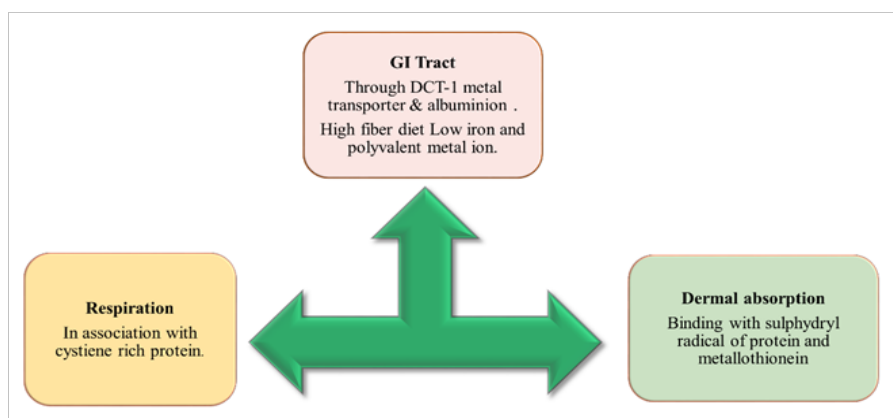 GI Tract
Through DCT-1 metal
transporter & albuminion .
High fiber diet Low iron and
polyvalent metal ion.
Respiration
In association with
cystiene rich protein.
Dermal absorption
Binding with sulphydryl
radical of protein and
metallothionein